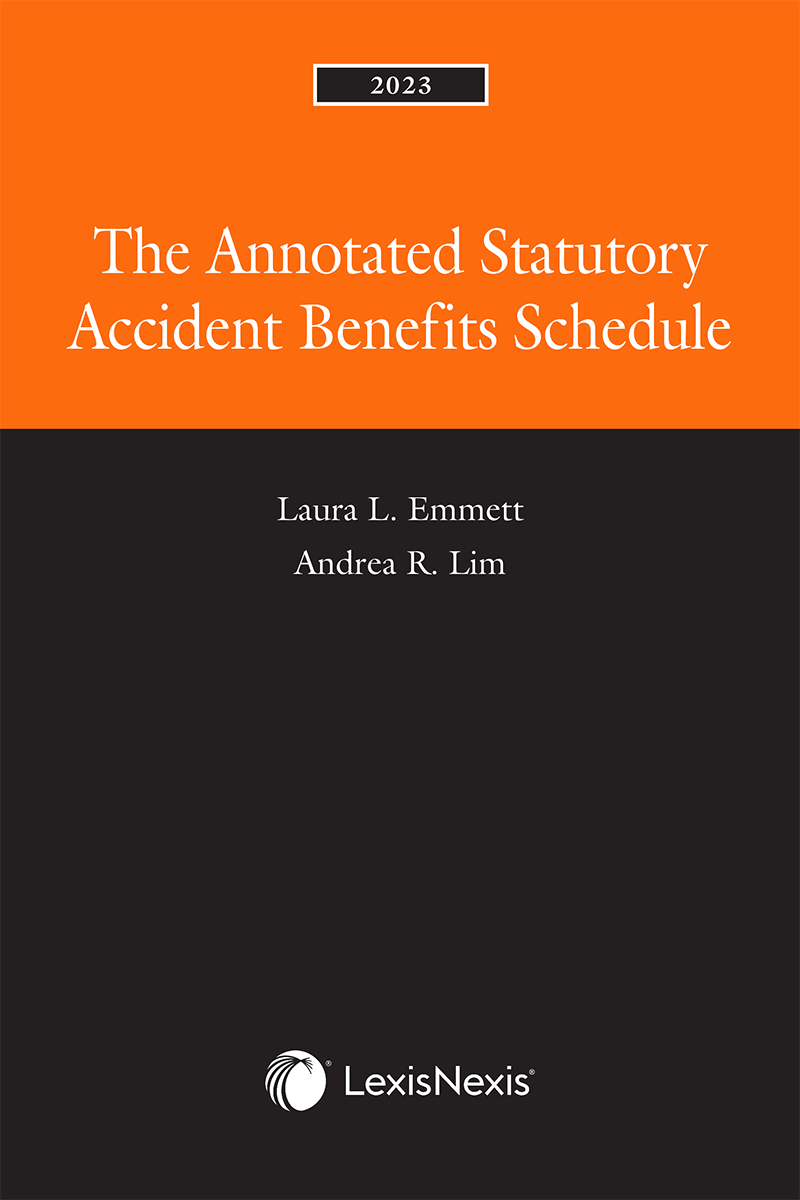 2023
The Annotated Statutory
Accident Benefits Schedule
Laura L. Emmett
Andrea R. Lim
LexisNexis®